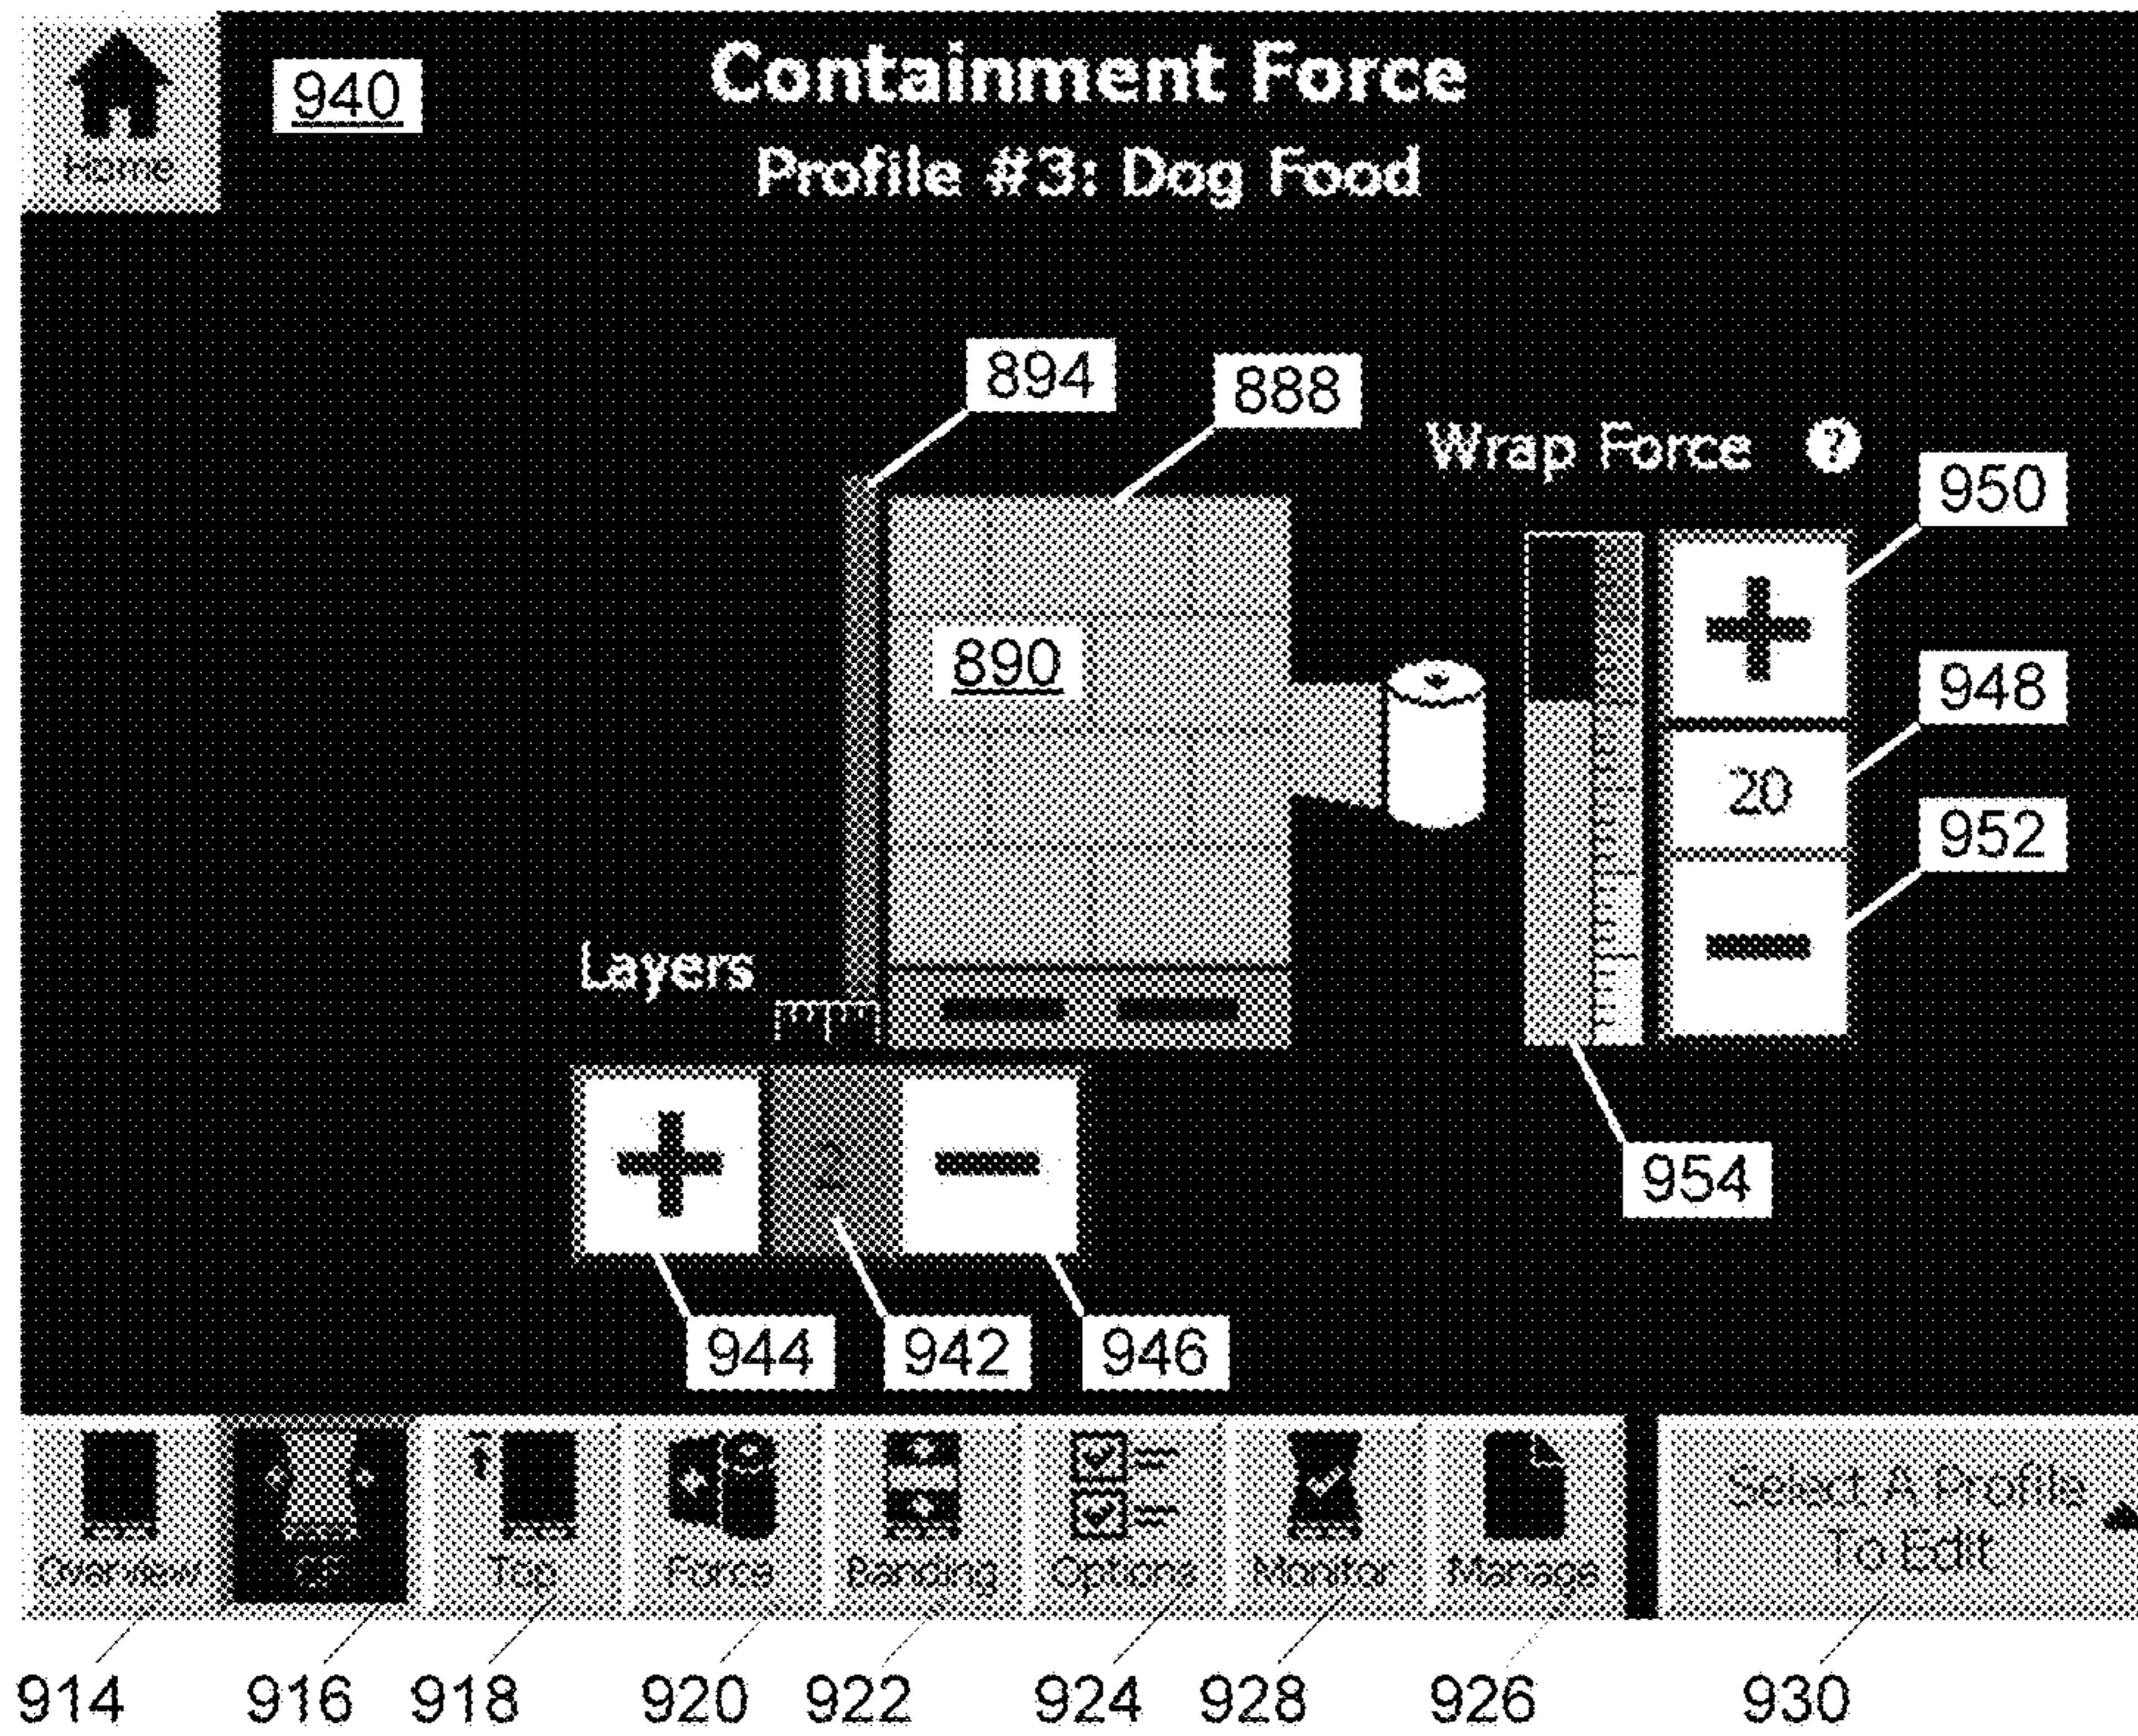 Home
940
Containment Force
Profile #3: Dog Food
894
888
Wrap Force ?
950
890
948
20
952
Layers
954
2
944
942
946
Overview
CF
Top
Force
Banding
Options
Monitor
Manage
Select A Profile
To Edit
914
916
918
920
922
924
928
926
930